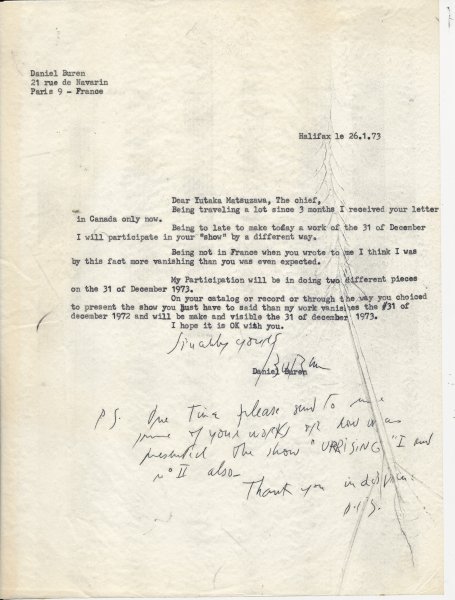 Daniel Buren
21 rue de Navarin
Paris 9 - France
Halifax le 26.1.73
Dear Yutaka Matsuzawa, The chief,
Being traveling a lot since 3 months I received your letter
in Canada only now.
Being to late to make today a work of the 31 of December
I will participate in your "show" by a different way.
Being not in France when you wrote to me I think I was
by this fact more vanishing than you was even expected.
My Participation will be in doing two different pieces
on the 31 of December 1973.
On your catalog or record or through the way you choiced
to present the show you just have to said than my work vanishes the 31 of
december 1972 and will be make and visible the 31 of december 1973.
I hope it is OK with you.
yours
Daniel Buren
P.S. please send to me
some of your works or how was
presented the show "UPRISING" I and
n° II also-
Thank you